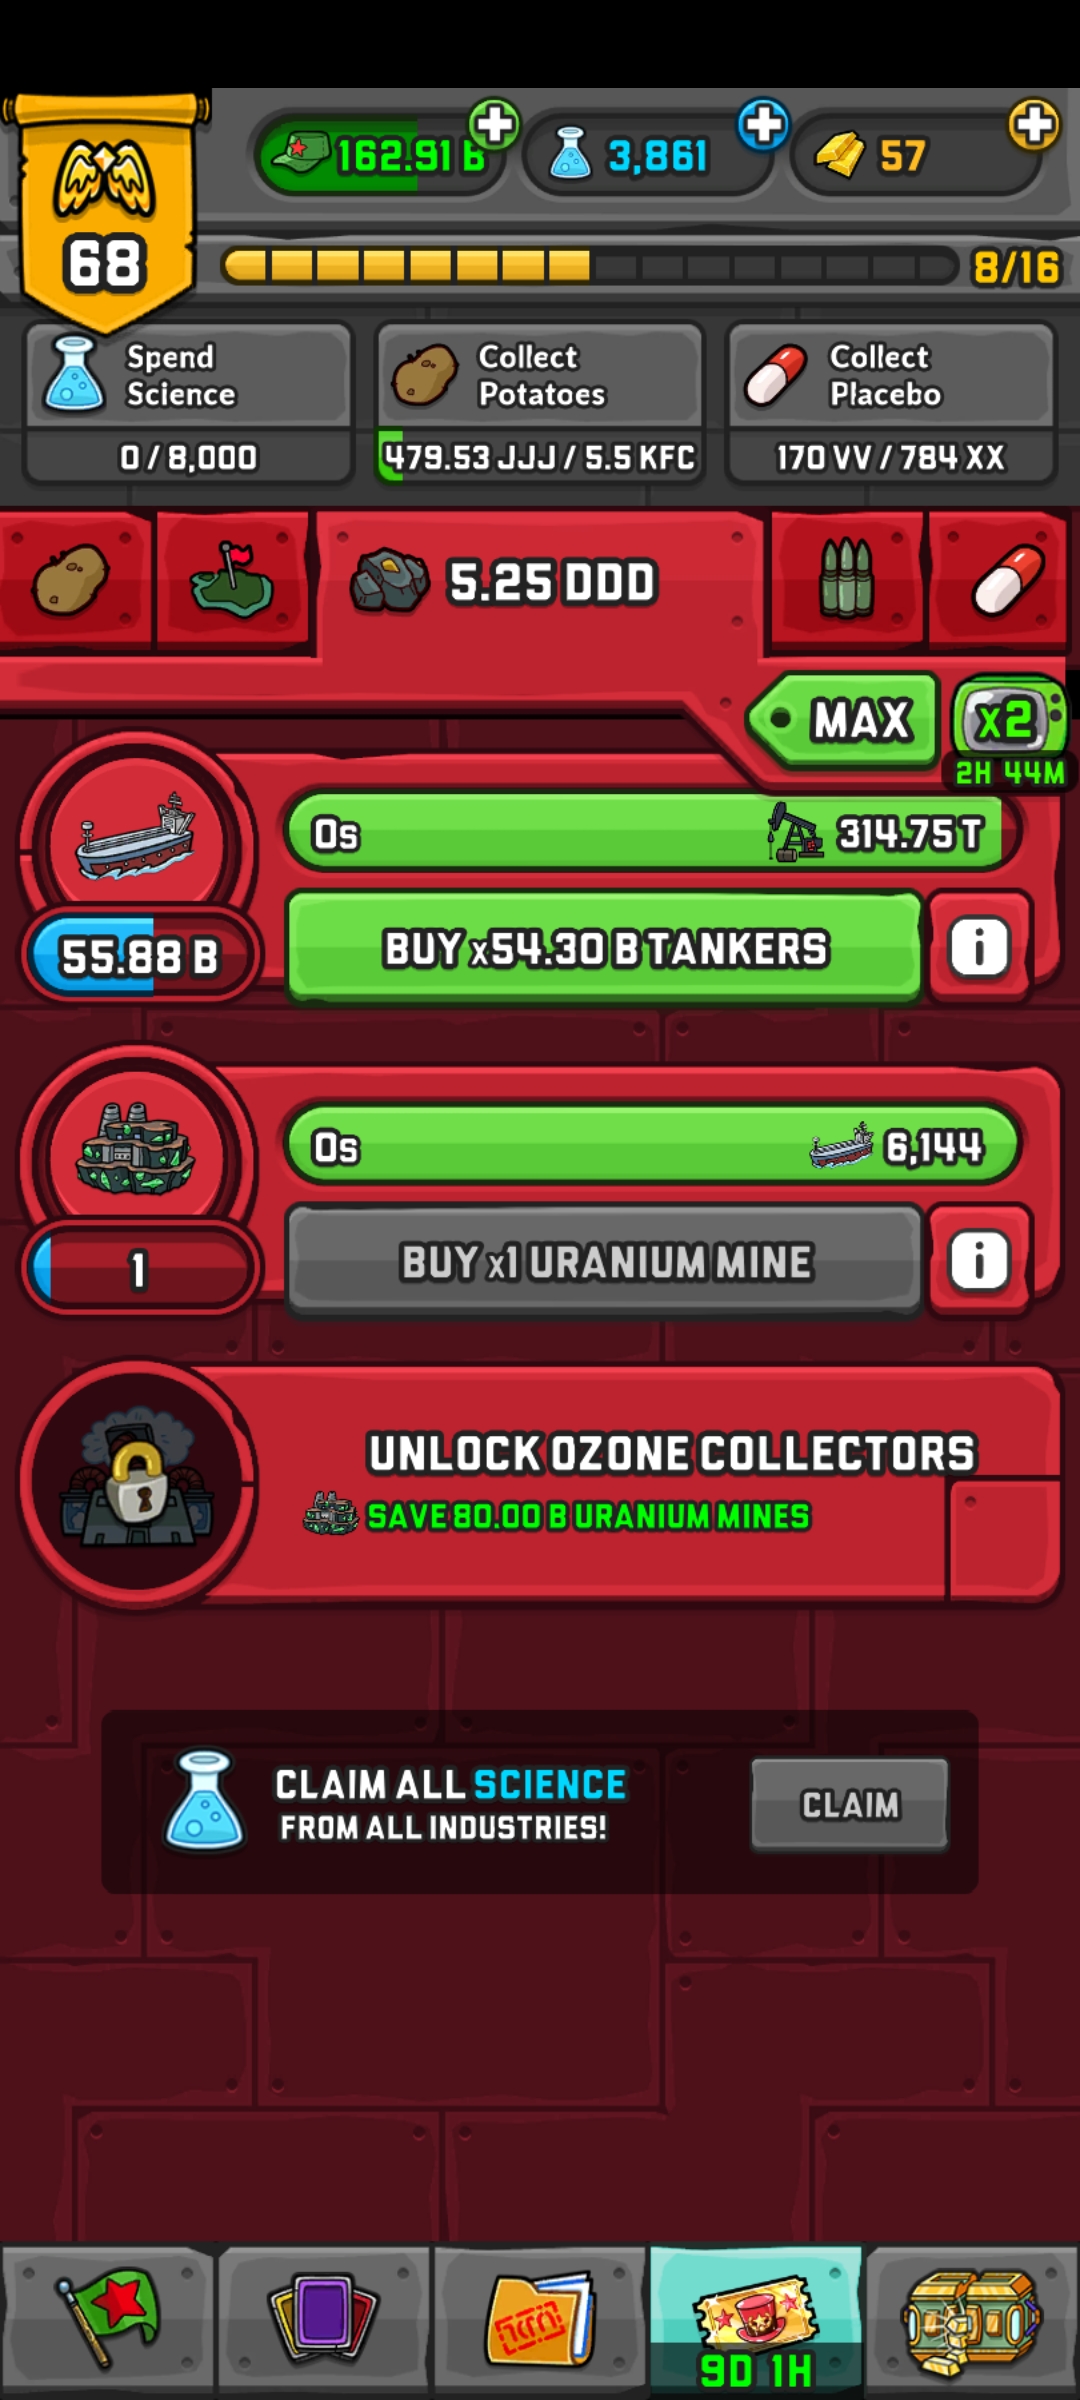 162.91 B
3,861
57
68
8/16
Spend
Science
0 / 8,000
Collect
Potatoes
479.53 JJJ / 5.5 KFC
Collect
Placebo
170 VV / 784 XX
5.25 DDD
MAX
x2
2H 44M
0s
314.75 T
55.88 B
BUY x54.30 B TANKERS
i
0s
6,144
1
BUY x1 URANIUM MINE
i
UNLOCK OZONE COLLECTORS
SAVE 80.00 B URANIUM MINES
CLAIM ALL SCIENCE
FROM ALL INDUSTRIES!
CLAIM
9D 1H